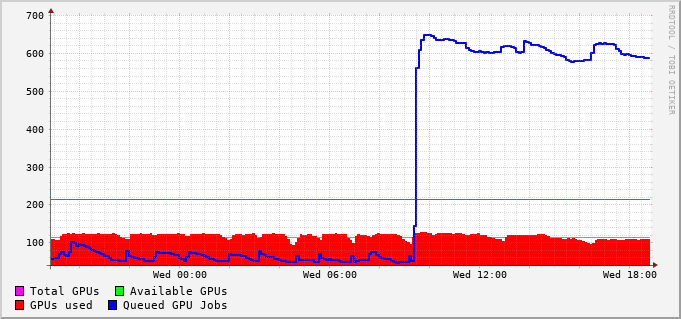 700
600
500
400
300
200
100
Wed 00:00 Wed 06:00 Wed 12:00 Wed 18:00
Total GPUs Available GPUs
GPUs used Queued GPU Jobs
RRDTOOL / TOBI OETIKER